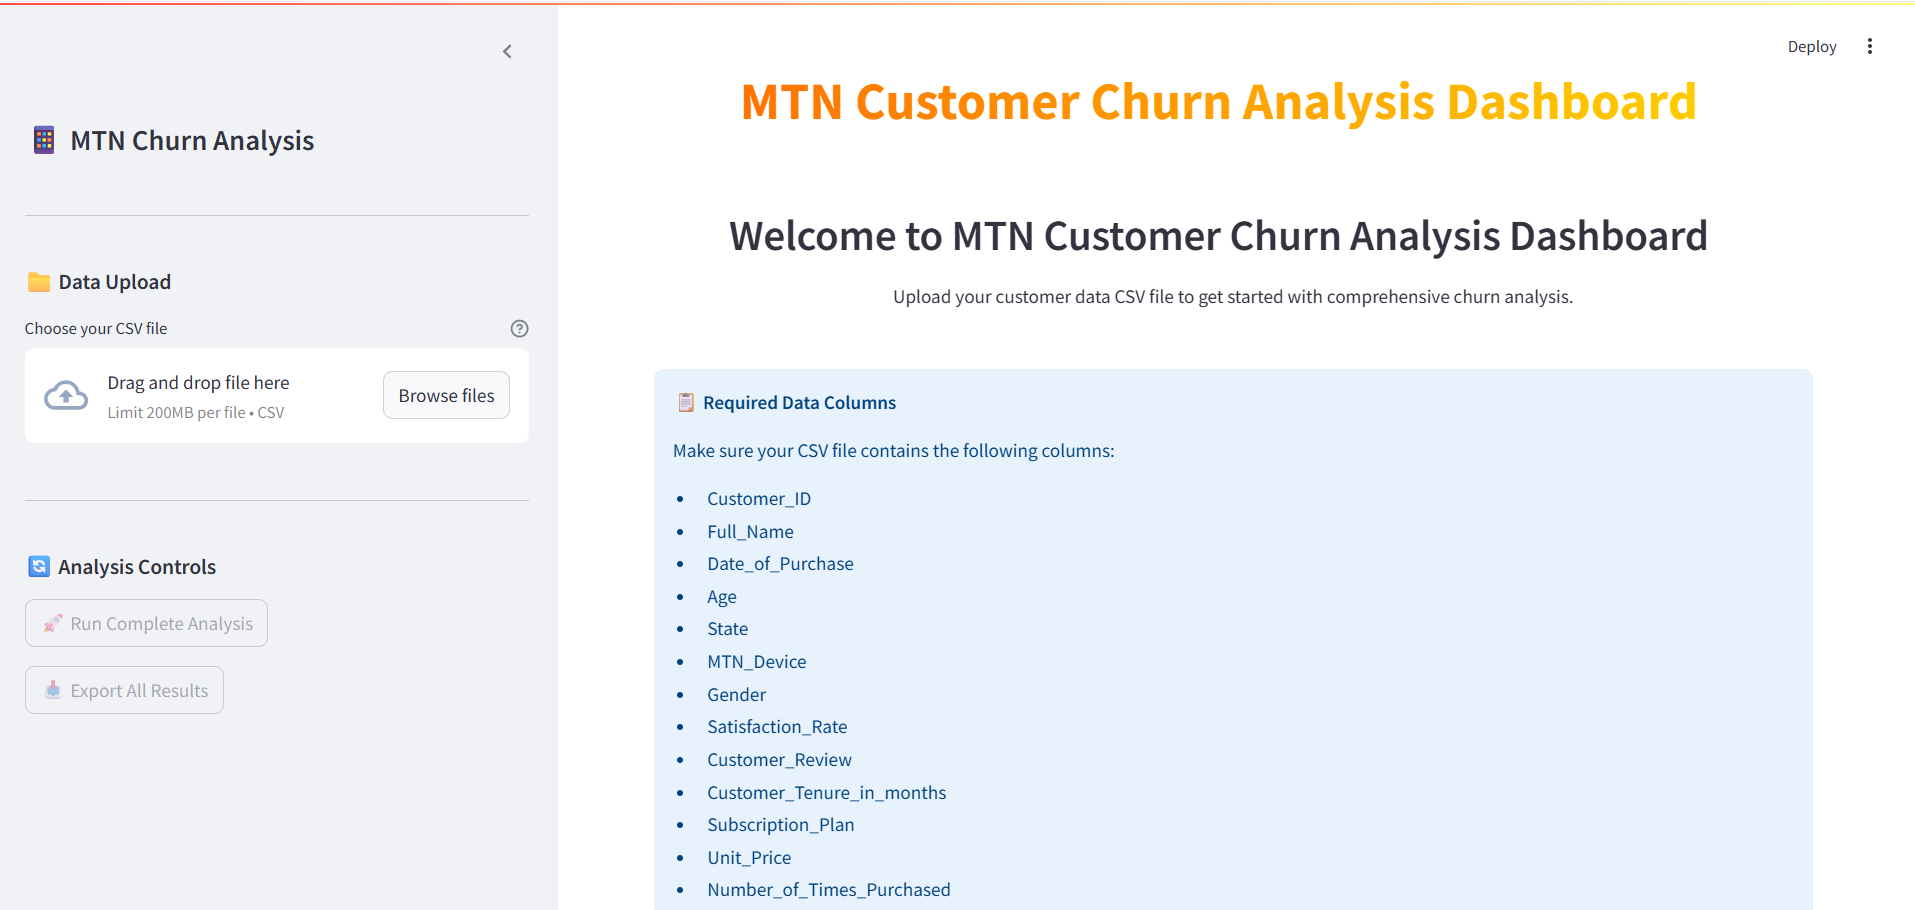 MTN Churn Analysis
Data Upload
Choose your CSV file
Drag and drop file here
Limit 200MB per file • CSV
Browse files
Analysis Controls
Run Complete Analysis
Export All Results
Deploy
MTN Customer Churn Analysis Dashboard
Welcome to MTN Customer Churn Analysis Dashboard
Upload your customer data CSV file to get started with comprehensive churn analysis.
Required Data Columns
Make sure your CSV file contains the following columns:
• Customer_ID
• Full_Name
• Date_of_Purchase
• Age
• State
• MTN_Device
• Gender
• Satisfaction_Rate
• Customer_Review
• Customer_Tenure_in_months
• Subscription_Plan
• Unit_Price
• Number_of_Times_Purchased